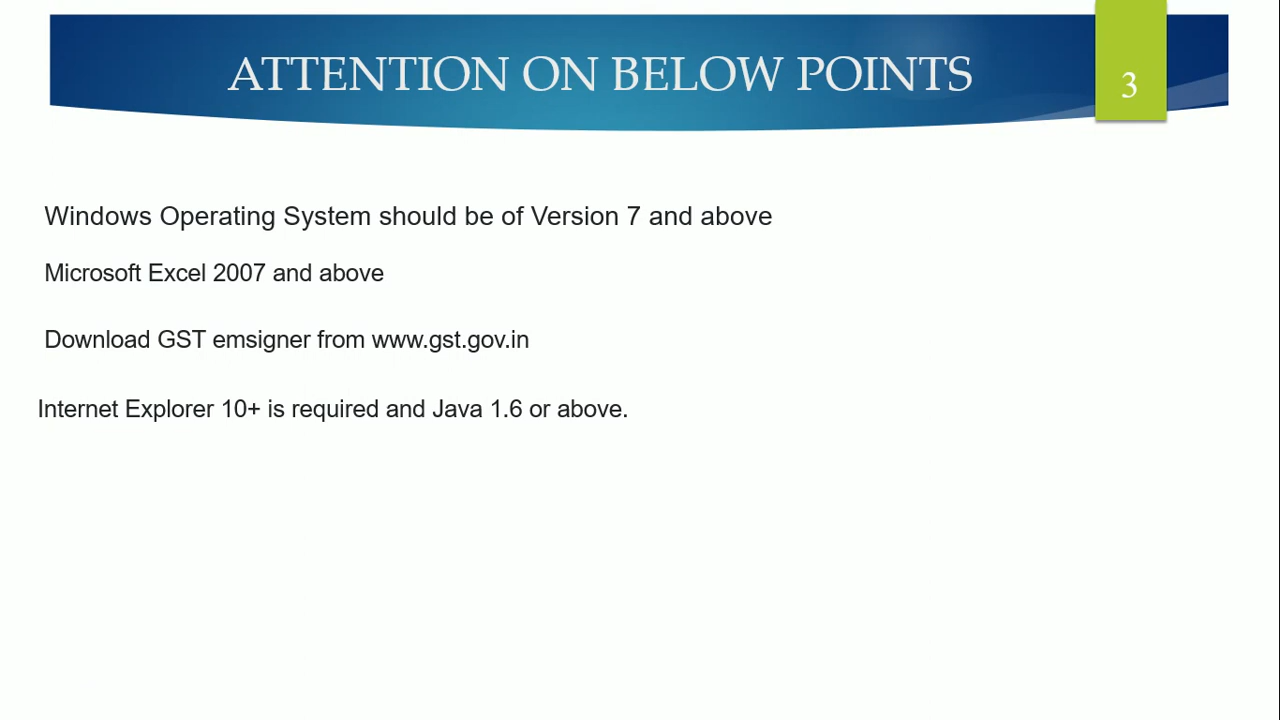 ATTENTION ON BELOW POINTS
3
Windows Operating System should be of Version 7 and above
Microsoft Excel 2007 and above
Download GST emsigner from www.gst.gov.in
Internet Explorer 10+ is required and Java 1.6 or above.